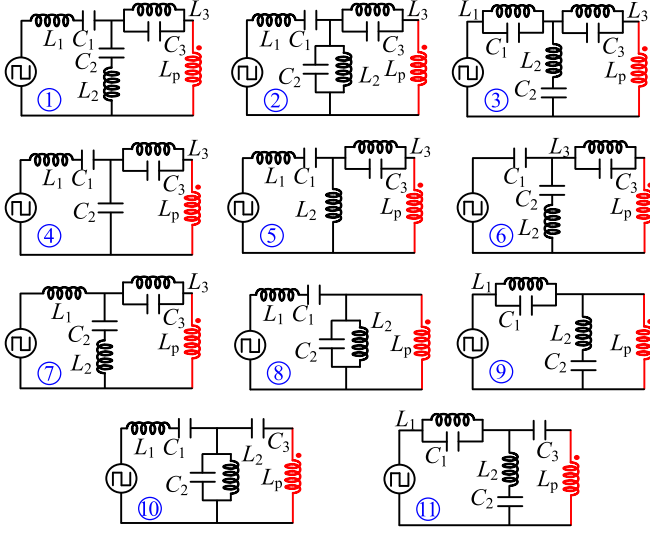 L₁ C₁ C₂ L₂ L₃ C₃ Lₚ ①
L₁ C₁ C₂ L₂ L₃ C₃ Lₚ ②
L₁ C₁ L₂ C₂ L₃ C₃ Lₚ ③
L₁ C₁ C₂ L₃ C₃ Lₚ ④
L₁ C₁ L₂ L₃ C₃ Lₚ ⑤
C₁ C₂ L₂ L₃ C₃ Lₚ ⑥
L₁ C₂ L₂ L₃ C₃ Lₚ ⑦
L₁ C₁ C₂ L₂ Lₚ ⑧
L₁ C₁ L₂ C₂ Lₚ ⑨
L₁ C₁ C₂ L₂ C₃ Lₚ ⑩
L₁ C₁ L₂ C₂ C₃ Lₚ ⑪